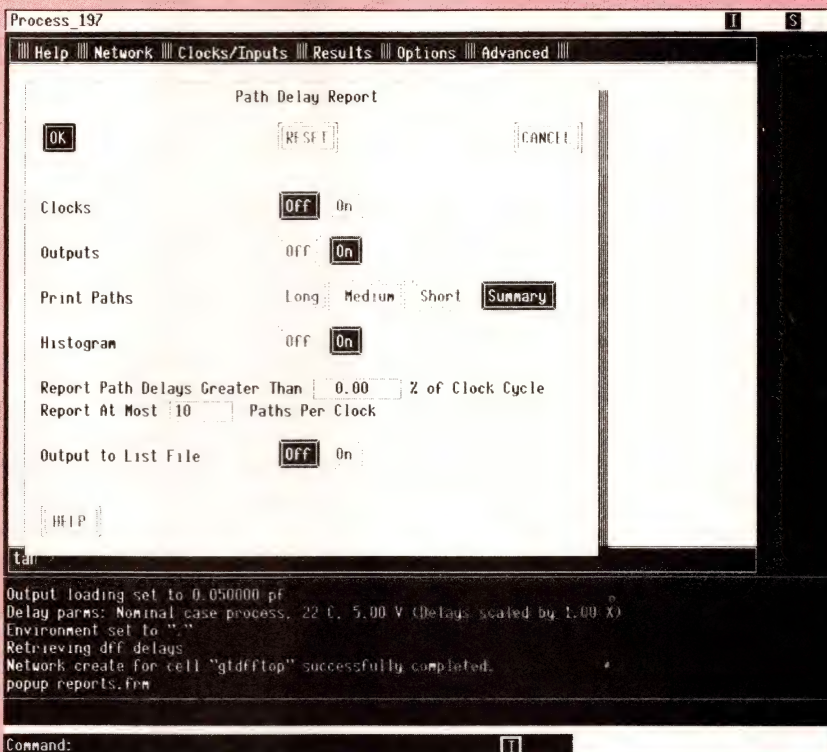 Process_197 I S
Help Network Clocks/Inputs Results Options Advanced
Path Delay Report
OK RESET CANCEL
Clocks Off On
Outputs Off On
Print Paths Long Medium Short Summary
Histogram Off On
Report Path Delays Greater Than 0.00 % of Clock Cycle
Report At Most 10 Paths Per Clock
Output to List File Off On
HELP
Output loading set to 0.050000 pf
Delay parms: Nominal case process, 22 C, 5.00 V (Delays scaled by 1.00 X)
Environment set to "."
Retrieving dff delays
Network create for cell "gtdfftop" successfully completed.
popup reports.frm
Command: I